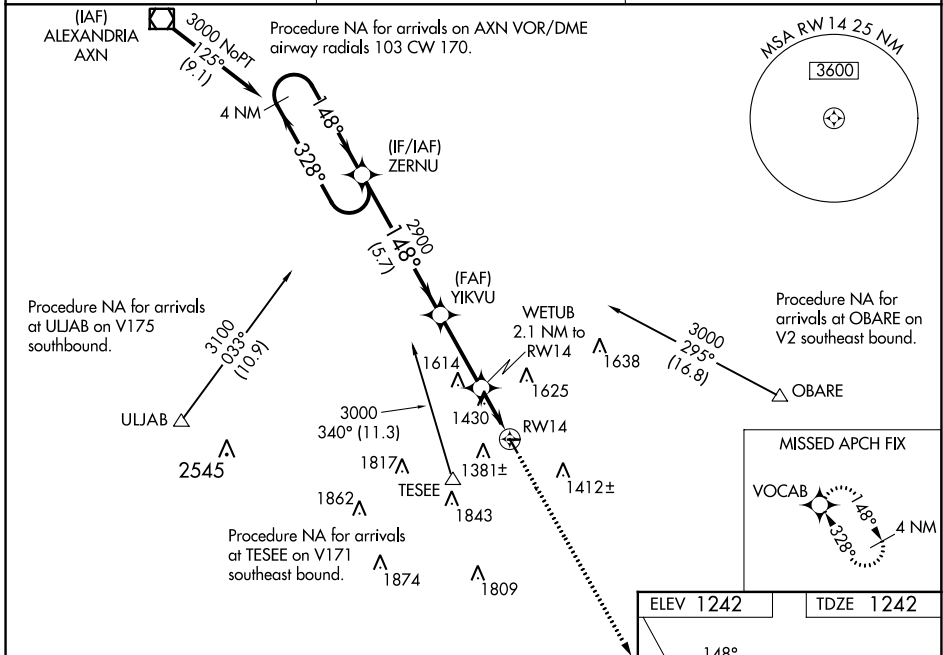 (IAF)
ALEXANDRIA
AXN
3000 NoPT
125°
(9.1)
Procedure NA for arrivals on AXN VOR/DME
airway radials 103 CW 170.
MSA RW 14 25 NM
3600
4 NM
148°
328°
(IF/IAF)
ZERNU
2900
148°
(5.7)
(FAF)
YIKVU
Procedure NA for arrivals
at ULJAB on V175
southbound.
3100
033°
(10.9)
ULJAB
2545
WETUB
2.1 NM to
RW14
1614
1625
1638
1430
RW14
3000
295°
(16.8)
Procedure NA for
arrivals at OBARE on
V2 southeast bound.
OBARE
3000
340° (11.3)
1817
TESEE
1381±
1412±
1862
1843
Procedure NA for arrivals
at TESEE on V171
southeast bound.
1874
1809
MISSED APCH FIX
VOCAB
148°
328°
4 NM
ELEV 1242
TDZE 1242
148°